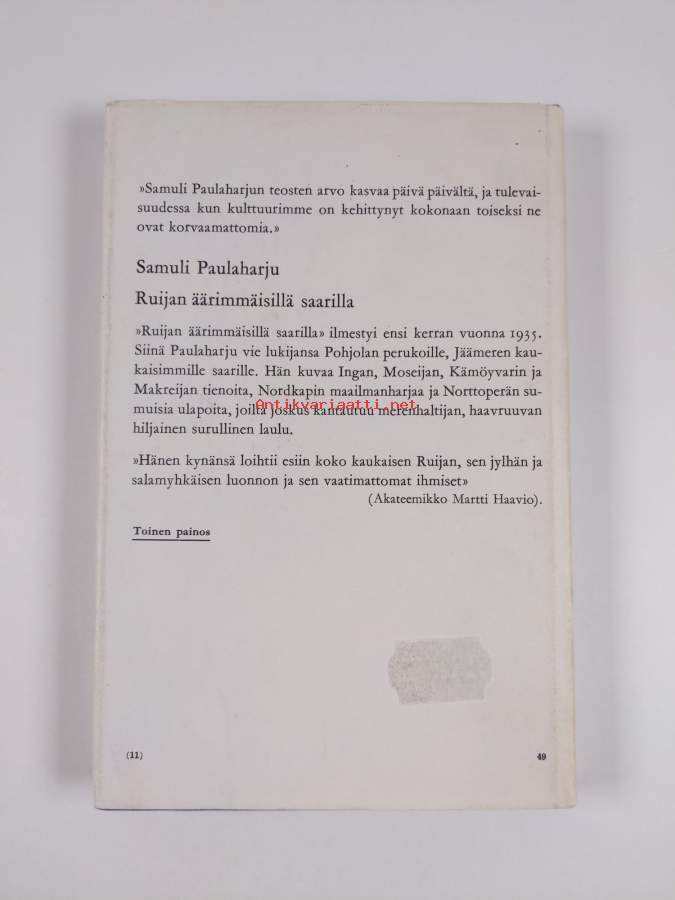 »Samuli Paulaharjun teosten arvo kasvaa päivä päivältä, ja tulevai-
suudessa kun kulttuurimme on kehittynyt kokonaan toiseksi ne
ovat korvaamattomia.»
Samuli Paulaharju
Ruijan äärimmäisillä saarilla
»Ruijan äärimmäisillä saarilla» ilmestyi ensi kerran vuonna 1935.
Siinä Paulaharju vie lukijansa Pohjolan perukoille, Jäämeren kau-
kaisimmille saarille. Hän kuvaa Ingan, Moseijan, Kämöyvarin ja
Makreijan tienoita, Nordkapin maailmanharjaa ja Norttoperän su-
muisia ulapoita, joilta joskus kantautuu merenhaltijan, haavruuvan
Antikvariaatti.net
hiljainen surullinen laulu.
»Hänen kynänsä loihtii esiin koko kaukaisen Ruijan, sen jylhän ja
salamyhkäisen luonnon ja sen vaatimattomat ihmiset»
(Akateemikko Martti Haavio).
Toinen painos
(11)
49